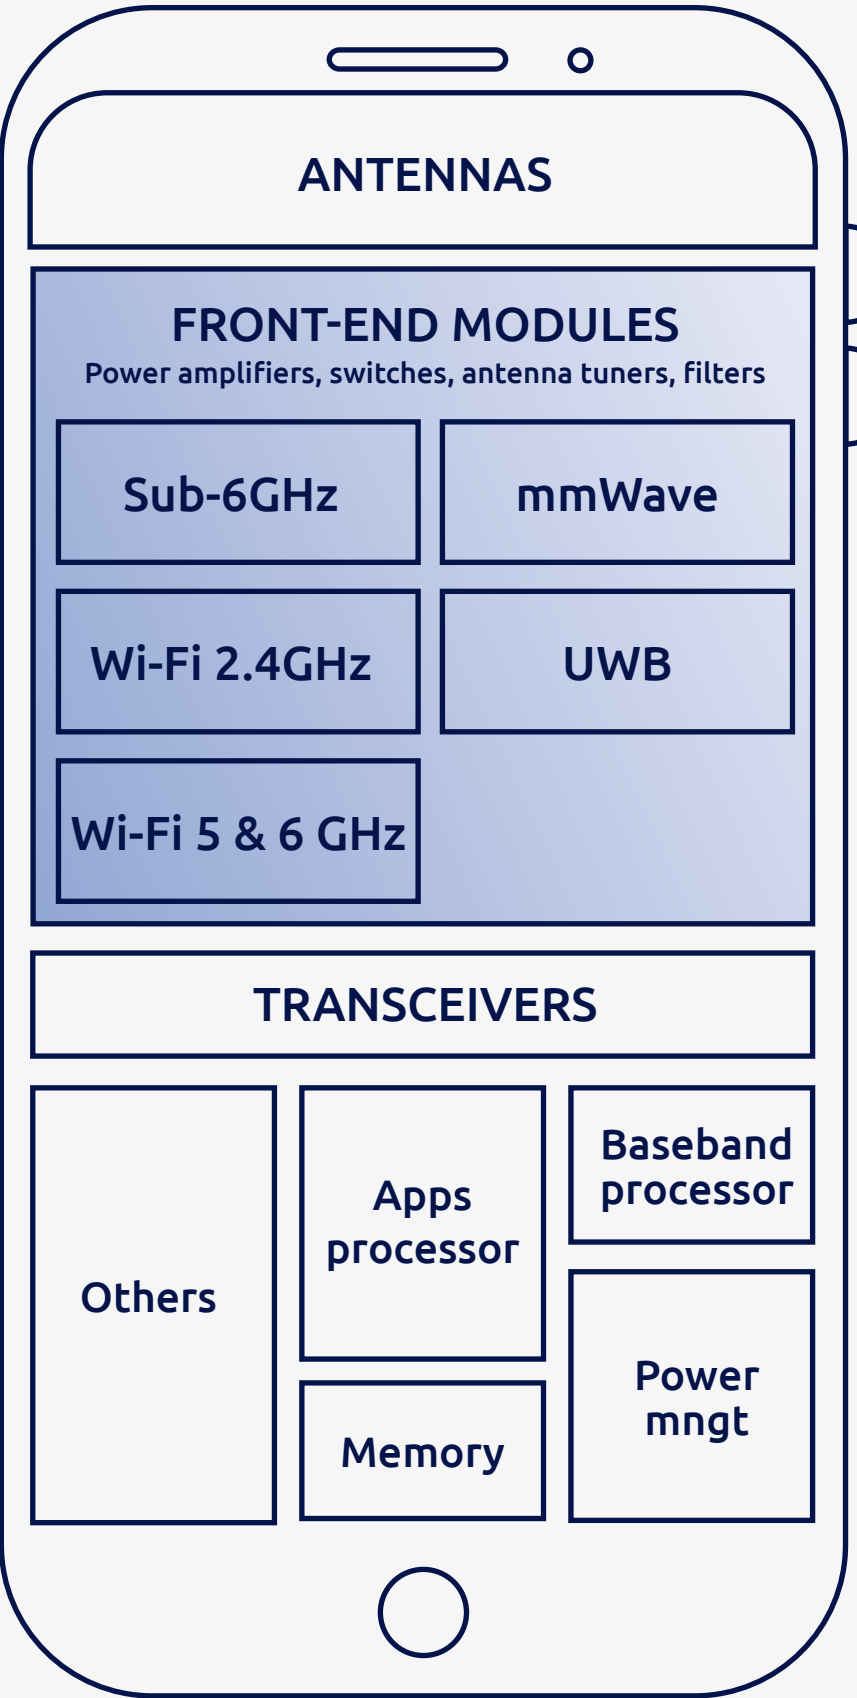 ANTENNAS
FRONT-END MODULES
Power amplifiers, switches, antenna tuners, filters
Sub-6GHz
mmWave
Wi-Fi 2.4GHz
UWB
Wi-Fi 5 & 6 GHz
TRANSCEIVERS
Others
Apps
processor
Memory
Baseband
processor
Power
mngt